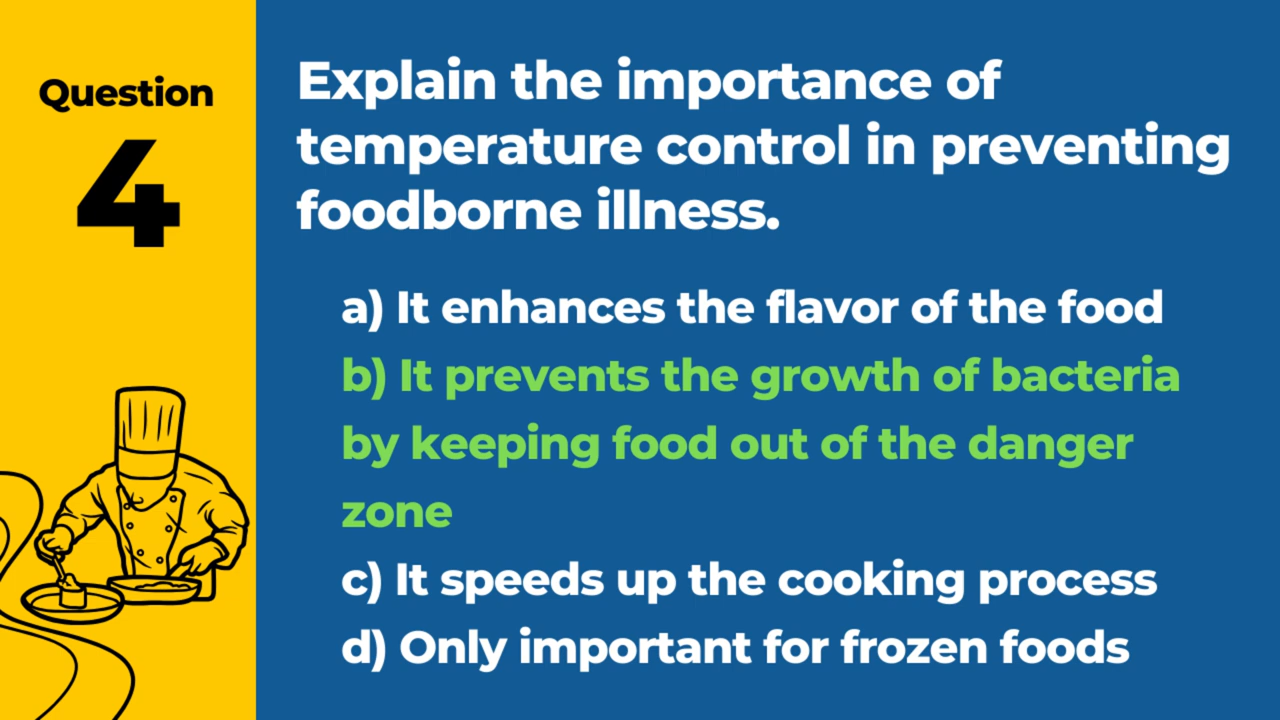 Question
4
Explain the importance of
temperature control in preventing
foodborne illness.
a) It enhances the flavor of the food
b) It prevents the growth of bacteria
by keeping food out of the danger
zone
c) It speeds up the cooking process
d) Only important for frozen foods